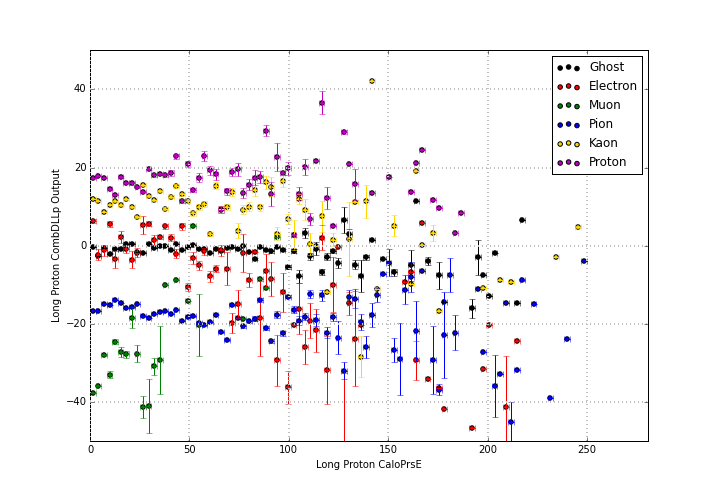 Long Proton CombDLLp Output
40
20
0
−20
−40
0
50
100
150
200
250
Long Proton CaloPrsE
Ghost
Electron
Muon
Pion
Kaon
Proton